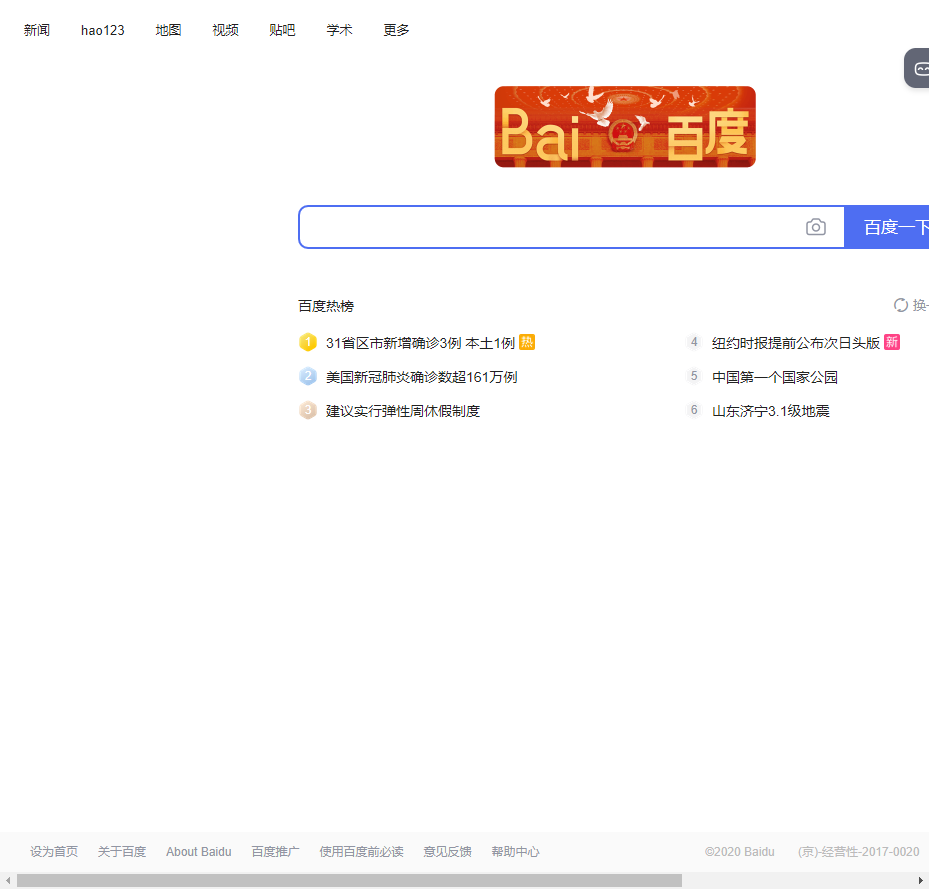 新闻 hao123 地图 视频 贴吧 学术 更多
Bai 百度
百度一下
百度热榜 换一
1 31省区市新增确诊3例 本土1例 热
2 美国新冠肺炎确诊数超161万例
3 建议实行弹性周休假制度
4 纽约时报提前公布次日头版 新
5 中国第一个国家公园
6 山东济宁3.1级地震
设为首页 关于百度 About Baidu 百度推广 使用百度前必读 意见反馈 帮助中心 ©2020 Baidu (京)-经营性-2017-0020